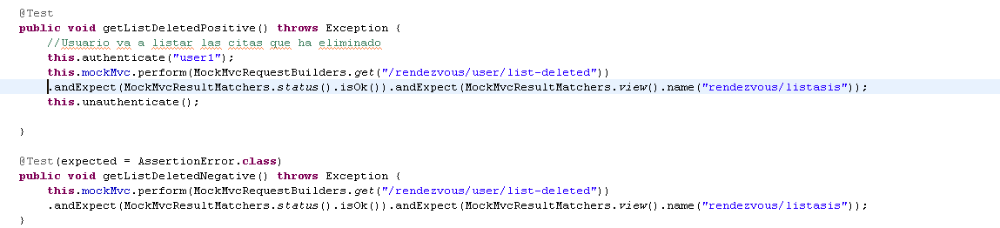 @Test
public void getListDeletedPositive() throws Exception {
//Usuario va a listar las citas que ha eliminado
this.authenticate("user1");
this.mockMvc.perform(MockMvcRequestBuilders.get("/rendezvous/user/list-deleted"))
.andExpect(MockMvcResultMatchers.status().isOk()).andExpect(MockMvcResultMatchers.view().name("rendezvous/listasis"));
this.unauthenticate();
}
@Test(expected = AssertionError.class)
public void getListDeletedNegative() throws Exception {
this.mockMvc.perform(MockMvcRequestBuilders.get("/rendezvous/user/list-deleted"))
.andExpect(MockMvcResultMatchers.status().isOk()).andExpect(MockMvcResultMatchers.view().name("rendezvous/listasis"));
}